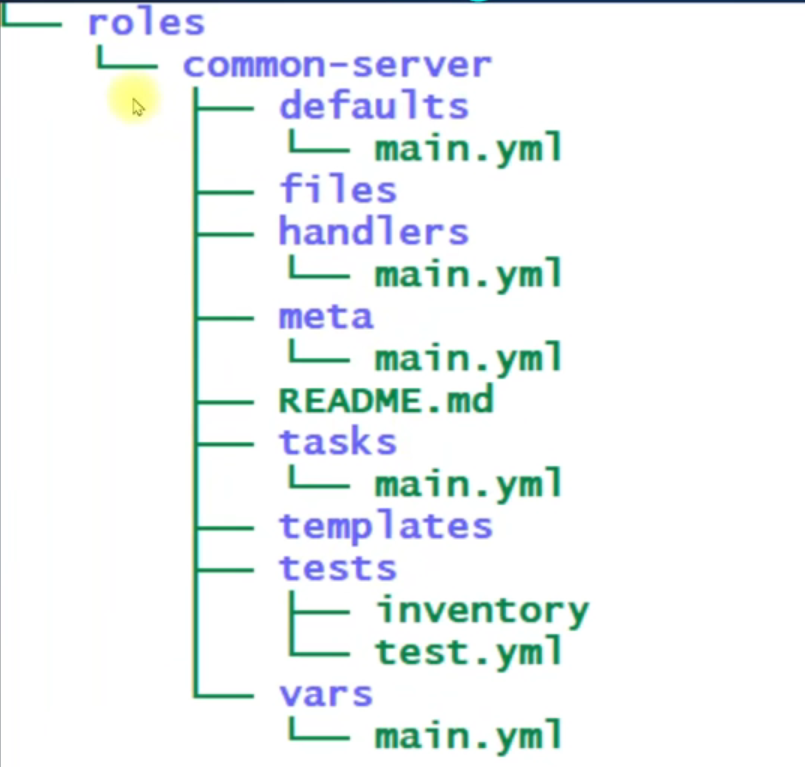 roles
common-server
defaults
main.yml
files
handlers
main.yml
meta
main.yml
README.md
tasks
main.yml
templates
tests
inventory
test.yml
vars
main.yml